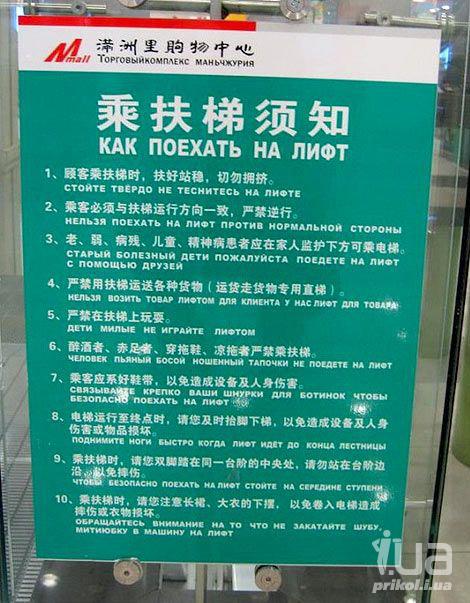 Mmall 满洲里购物中心
ТОРГОВЫЙКОМПЛЕКС МАНЬЧЖУРИЯ
乘扶梯须知
КАК ПОЕХАТЬ НА ЛИФТ
1、顾客乘扶梯时，扶好站稳，切勿拥挤。
СТОЙТЕ ТВЁРДО НЕ ТЕСНИТЕСЬ НА ЛИФТЕ
2、乘客必须与扶梯运行方向一致，严禁逆行。
НЕЛЬЗЯ ПОЕХАТЬ НА ЛИФТ ПРОТИВ НОРМАЛЬНОЙ СТОРОНЫ
3、老、弱、病残、儿童、精神病患者应在家人监护下方可乘电梯。
СТАРЫЙ БОЛЕЗНЫЙ ДЕТИ ПОЖАЛУЙСТА ПОЕДЕТЕ НА ЛИФТ
С ПОМОЩЬЮ ДРУЗЕЙ
4、严禁用扶梯运送各种货物（运货走货物专用直梯）。
НЕЛЬЗЯ ВОЗИТЬ ТОВАР ЛИФТОМ ДЛЯ КЛИЕНТА У НАС ЛИФТ ДЛЯ ТОВАРА
5、严禁在扶梯上玩耍。
ДЕТИ МИЛЫЕ НЕ ИГРАЙТЕ ЛИФТОМ
6、醉酒者、赤足者、穿拖鞋、凉拖者严禁乘扶梯。
ЧЕЛОВЕК ПЬЯНЫЙ БОСОЙ НОШЕННЫЙ ТАПОЧКИ НЕ ПОЕДЕТЕ НА ЛИФТ
7、乘客应系好鞋带，以免造成设备及人身伤害。
СВЯЗЫВАЙТЕ КРЕПКО ВАШИ ШНУРКИ ДЛЯ БОТИНОК ЧТОБЫ
БЕЗОПАСНО ПОЕХАТЬ НА ЛИФТ
8、电梯运行至终点时，请您及时抬脚下梯，以免造成设备及人身
伤害或物品损坏。
ПОДНИМИТЕ НОГИ БЫСТРО КОГДА ЛИФТ ИДЁТ ДО КОНЦА ЛЕСТНИЦЫ
9、乘扶梯时，请您双脚踏在同一台阶的中央处，请勿站在台阶边
沿，以免摔伤。
ЧТОБЫ БЕЗОПАСНО ПОЕХАТЬ НА ЛИФТ СТОЙТЕ НА СЕРЕДИНЕ СТУПЕНИ
10、乘扶梯时，请您注意长裙、大衣的下摆，以免卷入电梯造成
摔伤或衣物损坏。
ОБРАЩАЙТЕСЬ ВНИМАНИЕ НА ТО ЧТО НЕ ЗАКАТАЙТЕ ШУБУ,
МИТИЮБКУ В МАШИНУ НА ЛИФТ
iua
prikol.i.ua